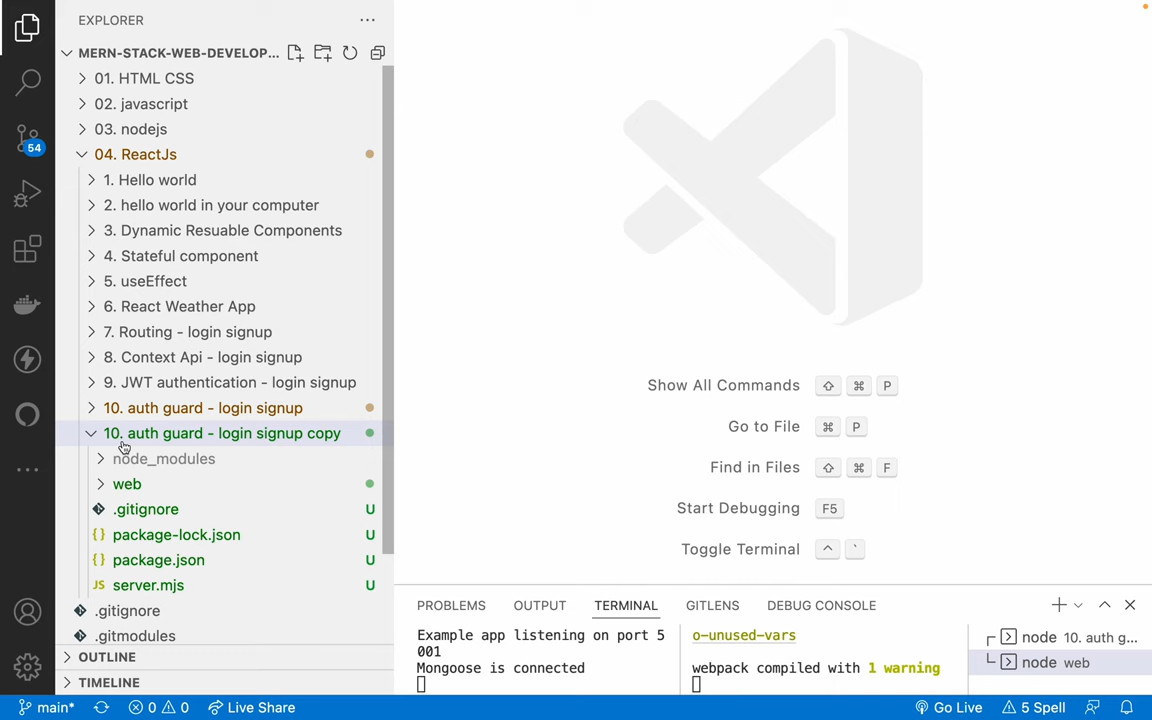 EXPLORER
MERN-STACK-WEB-DEVELOP...
01. HTML CSS
02. javascript
03. nodejs
04. ReactJs
1. Hello world
2. hello world in your computer
3. Dynamic Resuable Components
4. Stateful component
5. useEffect
6. React Weather App
7. Routing - login signup
8. Context Api - login signup
9. JWT authentication - login signup
10. auth guard - login signup
10. auth guard - login signup copy
node_modules
web
.gitignore U
{} package-lock.json U
{} package.json U
JS server.mjs U
.gitignore
.gitmodules
OUTLINE
TIMELINE
54
Show All Commands ⇧ ⌘ P
Go to File ⌘ P
Find in Files ⇧ ⌘ F
Start Debugging F5
Toggle Terminal ^ `
PROBLEMS OUTPUT TERMINAL GITLENS DEBUG CONSOLE
Example app listening on port 5
001
Mongoose is connected
o-unused-vars
webpack compiled with 1 warning
node 10. auth g...
node web
main* 0 0 Live Share Go Live 5 Spell